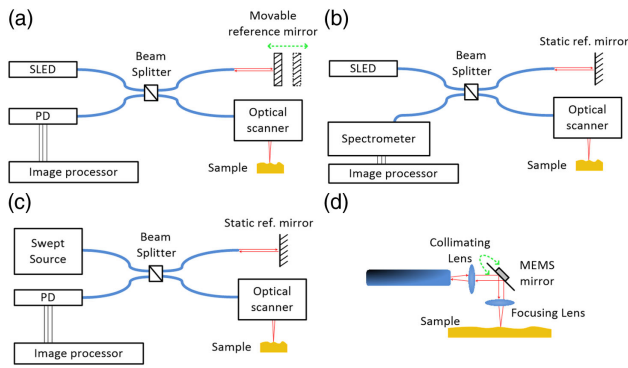 (a)
Movable
reference mirror
SLED
Beam
Splitter
PD
Optical
scanner
Image processor
Sample
(b)
Static ref. mirror
SLED
Beam
Splitter
Optical
scanner
Spectrometer
Sample
Image processor
(c)
Static ref. mirror
Swept
Source
Beam
Splitter
PD
Optical
scanner
Image processor
Sample
(d)
Collimating
Lens
MEMS
mirror
Focusing Lens
Sample